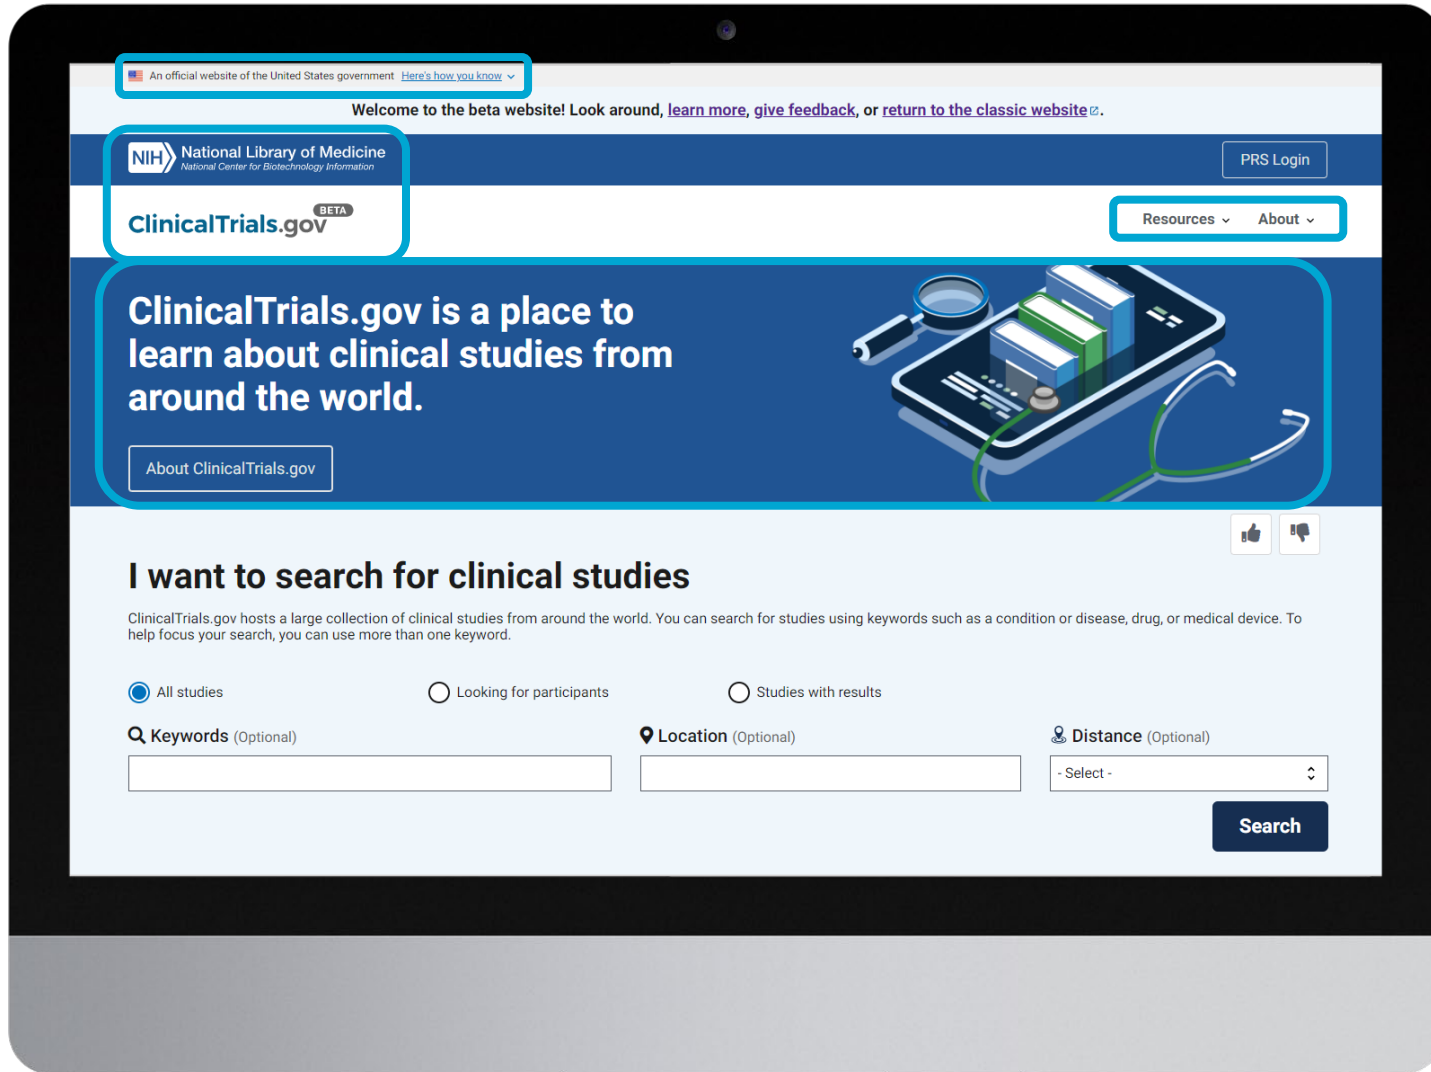 An official website of the United States government Here's how you know
Welcome to the beta website! Look around, learn more, give feedback, or return to the classic website.
NIH National Library of Medicine
National Center for Biotechnology Information
PRS Login
ClinicalTrials.gov BETA
Resources About
ClinicalTrials.gov is a place to
learn about clinical studies from
around the world.
About ClinicalTrials.gov
I want to search for clinical studies
ClinicalTrials.gov hosts a large collection of clinical studies from around the world. You can search for studies using keywords such as a condition or disease, drug, or medical device. To
help focus your search, you can use more than one keyword.
All studies Looking for participants Studies with results
Keywords (Optional) Location (Optional) Distance (Optional)
- Select -
Search